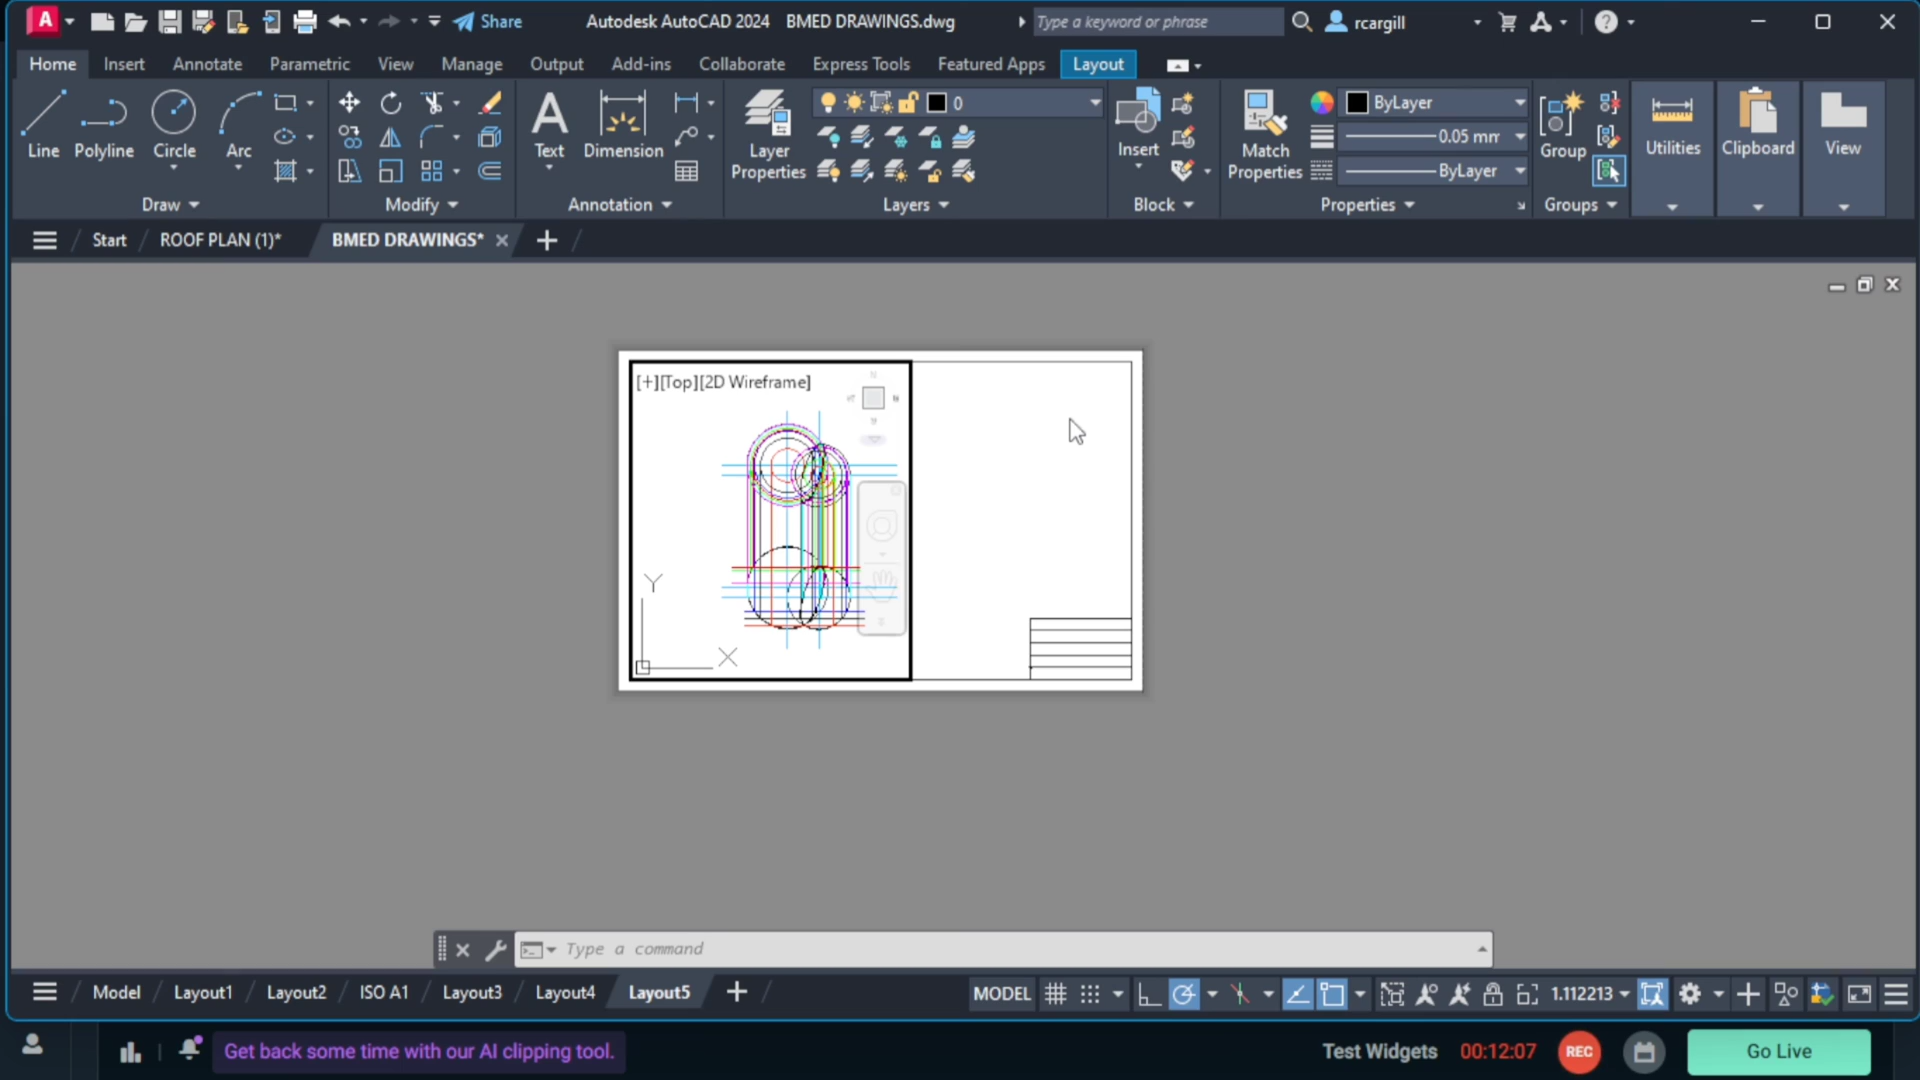 A
Share
Autodesk AutoCAD 2024 BMED DRAWINGS.dwg
Type a keyword or phrase
rcargill
Home Insert Annotate Parametric View Manage Output Add-ins Collaborate Express Tools Featured Apps Layout
0
ByLayer
Line Polyline Circle Arc
Text Dimension
Layer Properties
Insert
Match Properties
0.05 mm
ByLayer
Group
Utilities
Clipboard
View
Draw Modify Annotation Layers Block Properties Groups
Start ROOF PLAN (1)* BMED DRAWINGS*
[+][Top][2D Wireframe]
Y
X
Type a command
Model Layout1 Layout2 ISO A1 Layout3 Layout4 Layout5
MODEL
1.112213
Get back some time with our AI clipping tool.
Test Widgets 00:12:07 REC Go Live